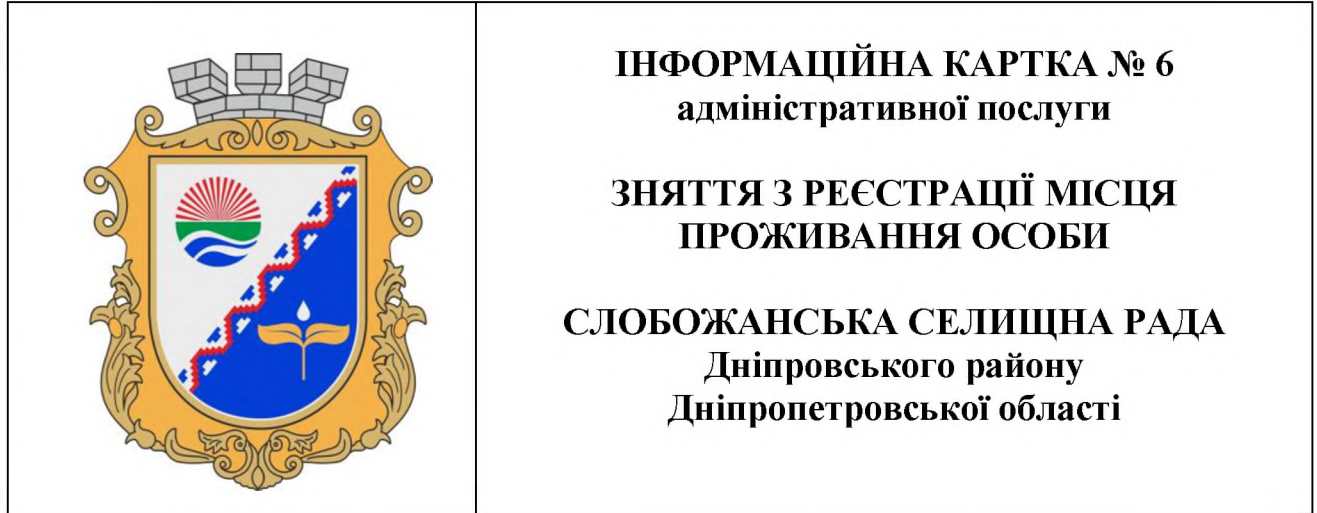 ІНФОРМАЦІЙНА КАРТКА № 6
адміністративної послуги
ЗНЯТТЯ З РЕЄСТРАЦІЇ МІСЦЯ
ПРОЖИВАННЯ ОСОБИ
СЛОБОЖАНСЬКА СЕЛИЩНА РАДА
Дніпровського району
Дніпропетровської області